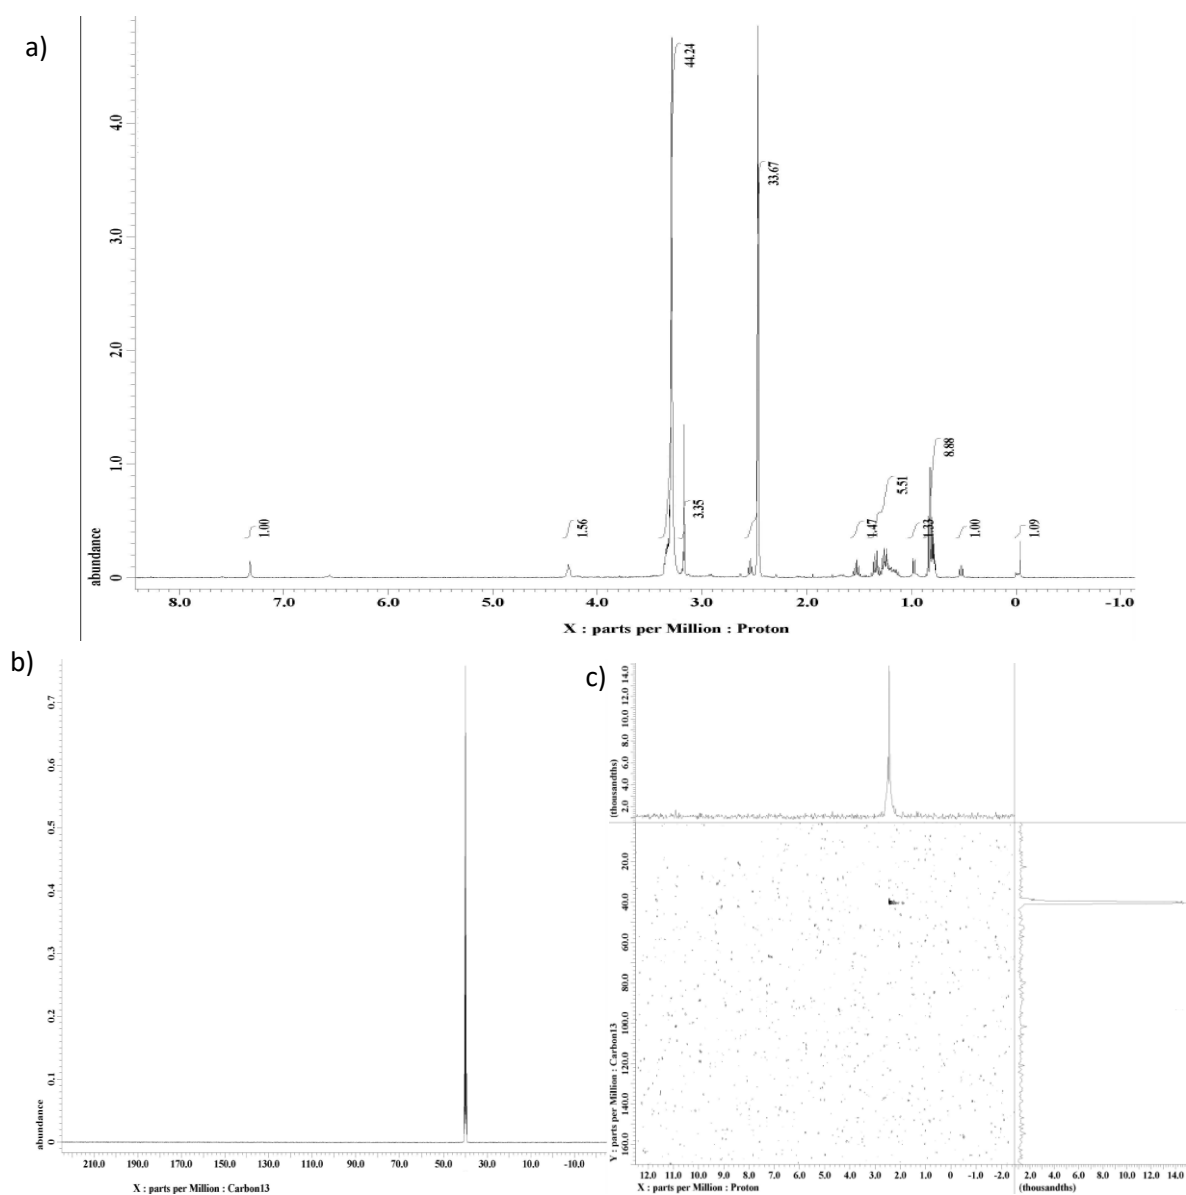 a)
abundance
0 1.0 2.0 3.0 4.0
1.00 1.56 44.24 3.35 33.67 1.47 5.51 1.33 8.88 1.00 1.09
8.0 7.0 6.0 5.0 4.0 3.0 2.0 1.0 0 -1.0
X : parts per Million : Proton
b)
abundance
0 0.1 0.2 0.3 0.4 0.5 0.7
210.0 190.0 170.0 150.0 130.0 110.0 90.0 70.0 50.0 30.0 10.0 -10.0
X : parts per Million : Carbon13
c)
(thousandths)
2.0 4.0 6.0 8.0 10.0 12.0 14.0
Y : parts per Million : Carbon13
20.0 40.0 60.0 80.0 100.0 120.0 140.0 160.0
12.0 11.0 10.0 9.0 8.0 7.0 6.0 5.0 4.0 3.0 2.0 1.0 0 -1.0 -2.0
X : parts per Million : Proton
2.0 4.0 6.0 8.0 10.0 12.0 14.0
(thousandths)